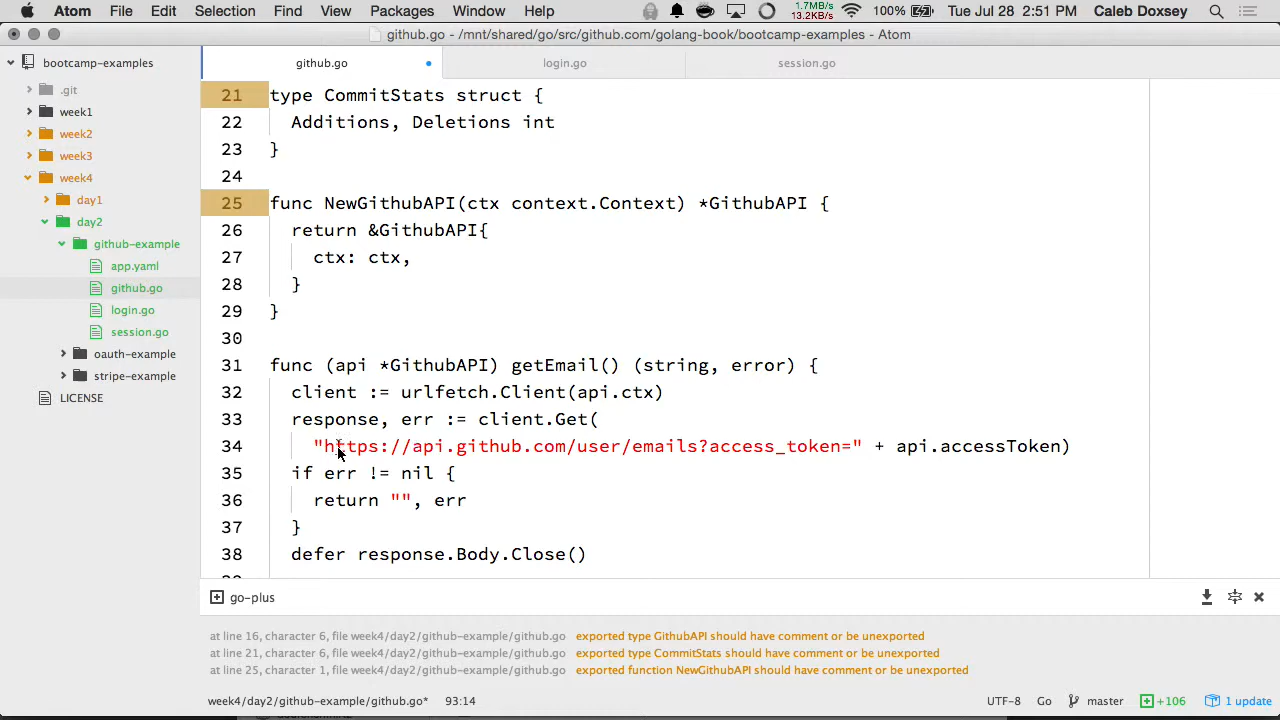 Atom File Edit Selection Find View Packages Window Help 1.7MB/s 13.2KB/s 100% Tue Jul 28 2:51 PM Caleb Doxsey
github.go - /mnt/shared/go/src/github.com/golang-book/bootcamp-examples - Atom
bootcamp-examples
.git
week1
week2
week3
week4
day1
day2
github-example
app.yaml
github.go
login.go
session.go
oauth-example
stripe-example
LICENSE
github.go login.go session.go
21 type CommitStats struct {
22 Additions, Deletions int
23 }
24
25 func NewGithubAPI(ctx context.Context) *GithubAPI {
26 return &GithubAPI{
27 ctx: ctx,
28 }
29 }
30
31 func (api *GithubAPI) getEmail() (string, error) {
32 client := urlfetch.Client(api.ctx)
33 response, err := client.Get(
34 "https://api.github.com/user/emails?access_token=" + api.accessToken)
35 if err != nil {
36 return "", err
37 }
38 defer response.Body.Close()
go-plus
at line 16, character 6, file week4/day2/github-example/github.go exported type GithubAPI should have comment or be unexported
at line 21, character 6, file week4/day2/github-example/github.go exported type CommitStats should have comment or be unexported
at line 25, character 1, file week4/day2/github-example/github.go exported function NewGithubAPI should have comment or be unexported
week4/day2/github-example/github.go* 93:14 UTF-8 Go master +106 1 update